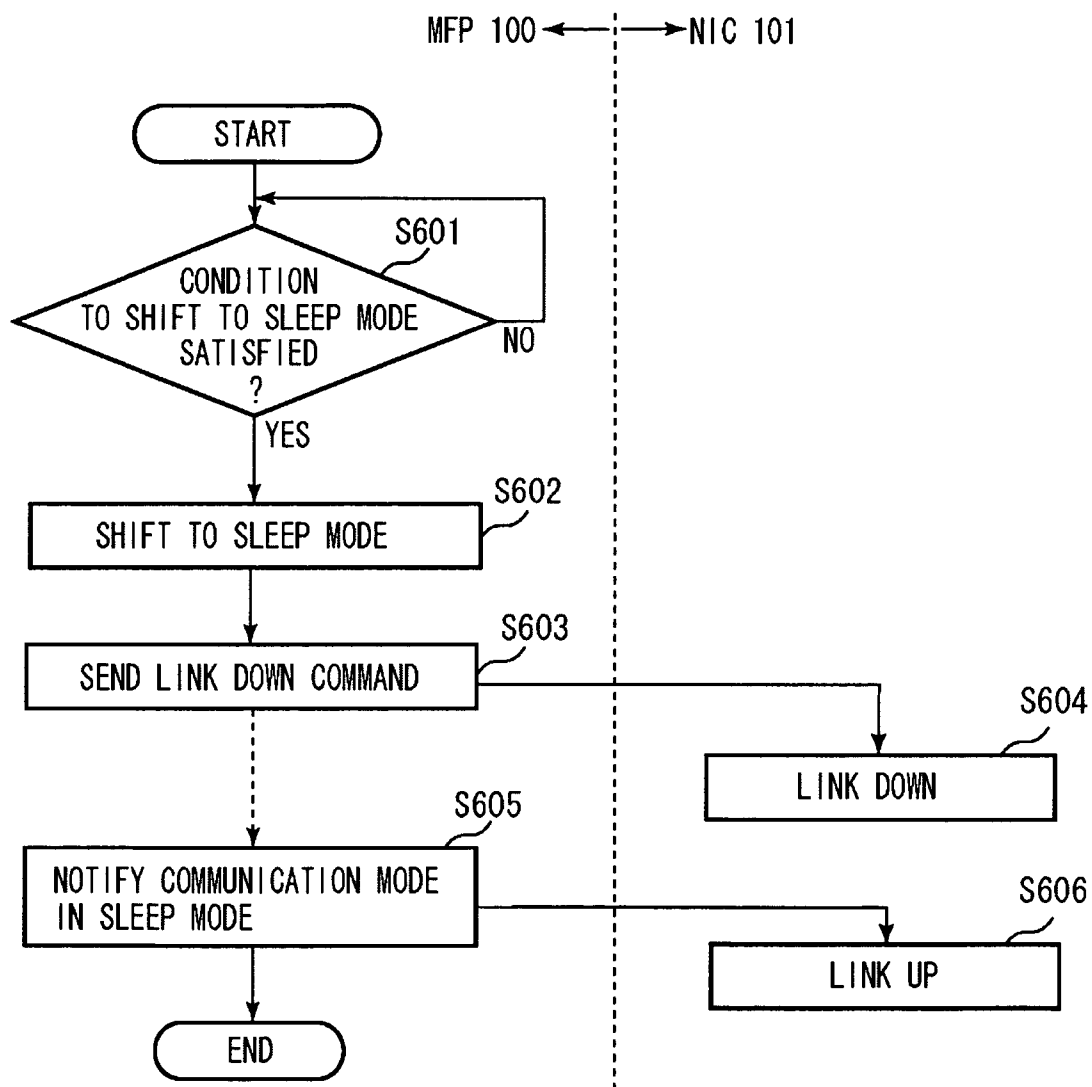 MFP 100
NIC 101
START
S601
CONDITION
TO SHIFT TO SLEEP MODE
SATISFIED
?
NO
YES
S602
SHIFT TO SLEEP MODE
S603
SEND LINK DOWN COMMAND
S604
LINK DOWN
S605
NOTIFY COMMUNICATION MODE
IN SLEEP MODE
S606
LINK UP
END